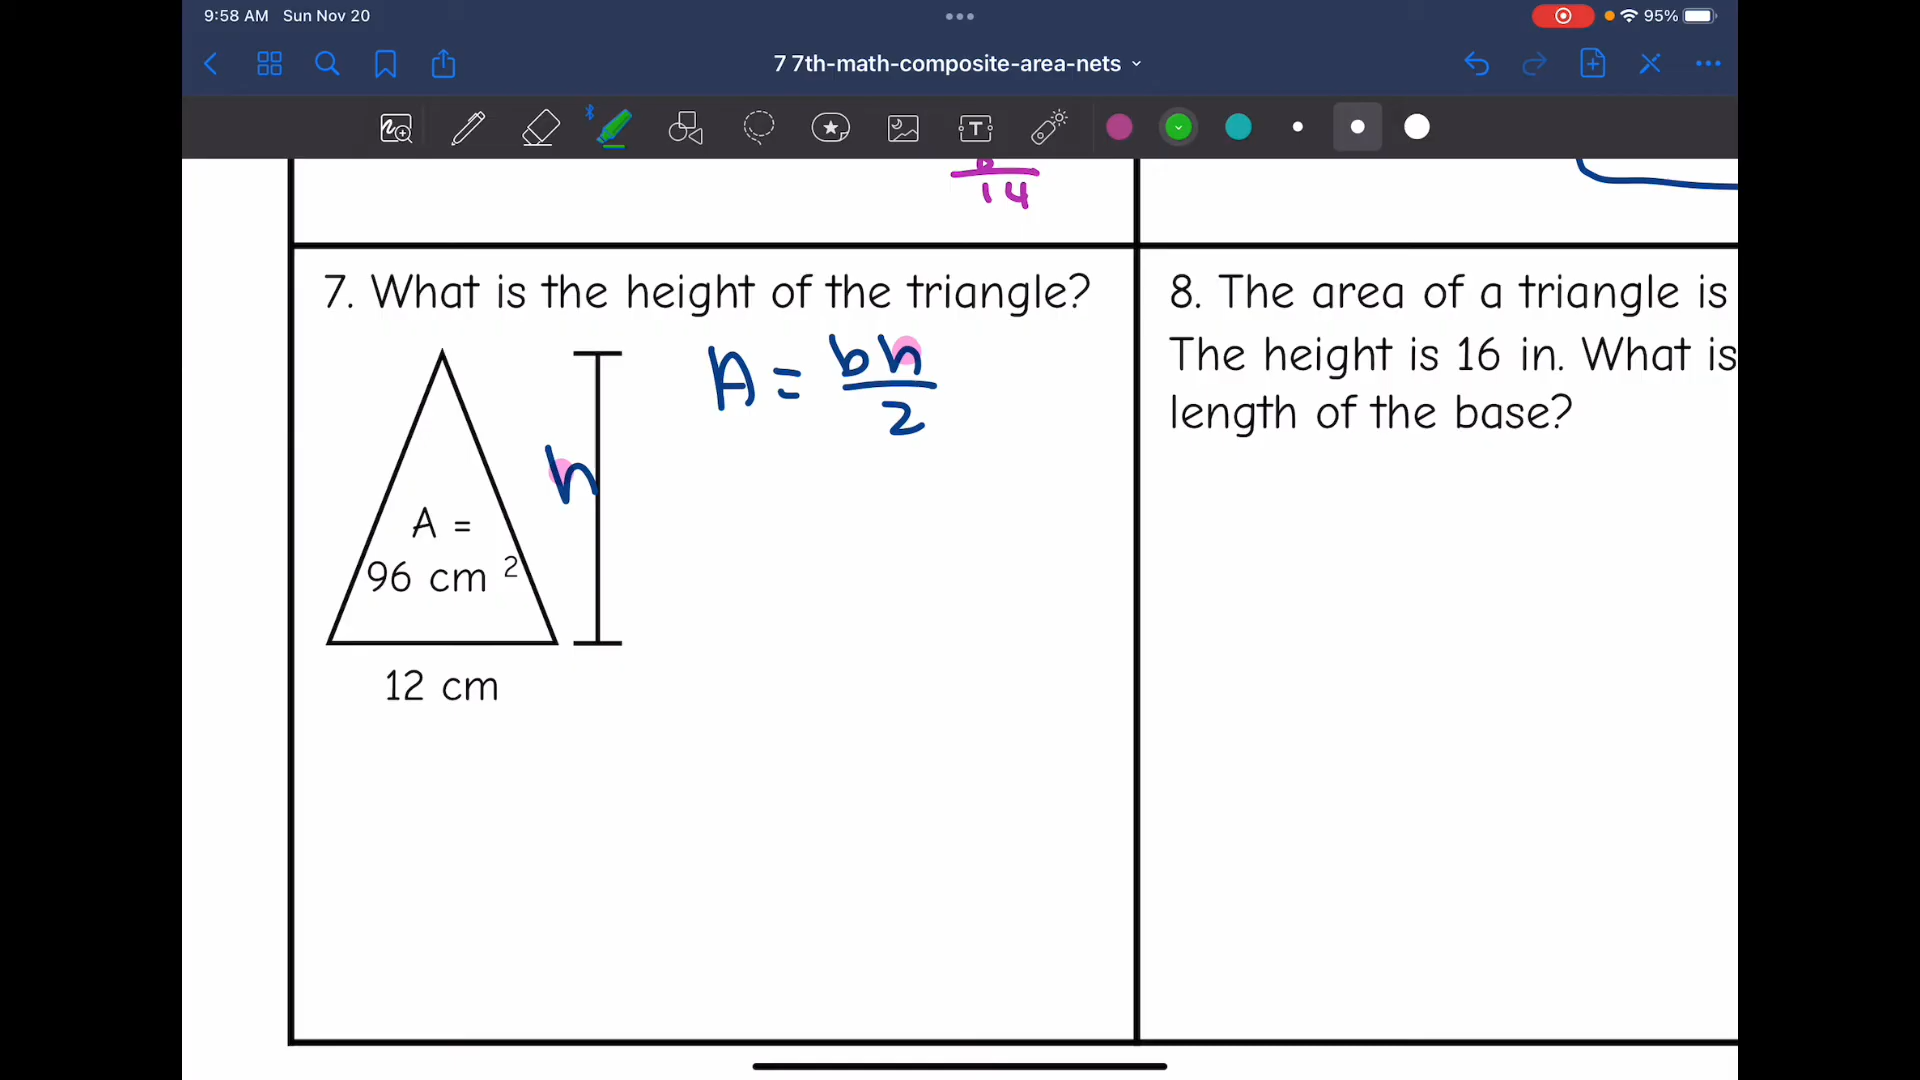 9:58 AM Sun Nov 20
95%
7 7th-math-composite-area-nets
T
14
7. What is the height of the triangle?
A = bh
2
h
A =
96 cm 2
12 cm
8. The area of a triangle is
The height is 16 in. What is
length of the base?